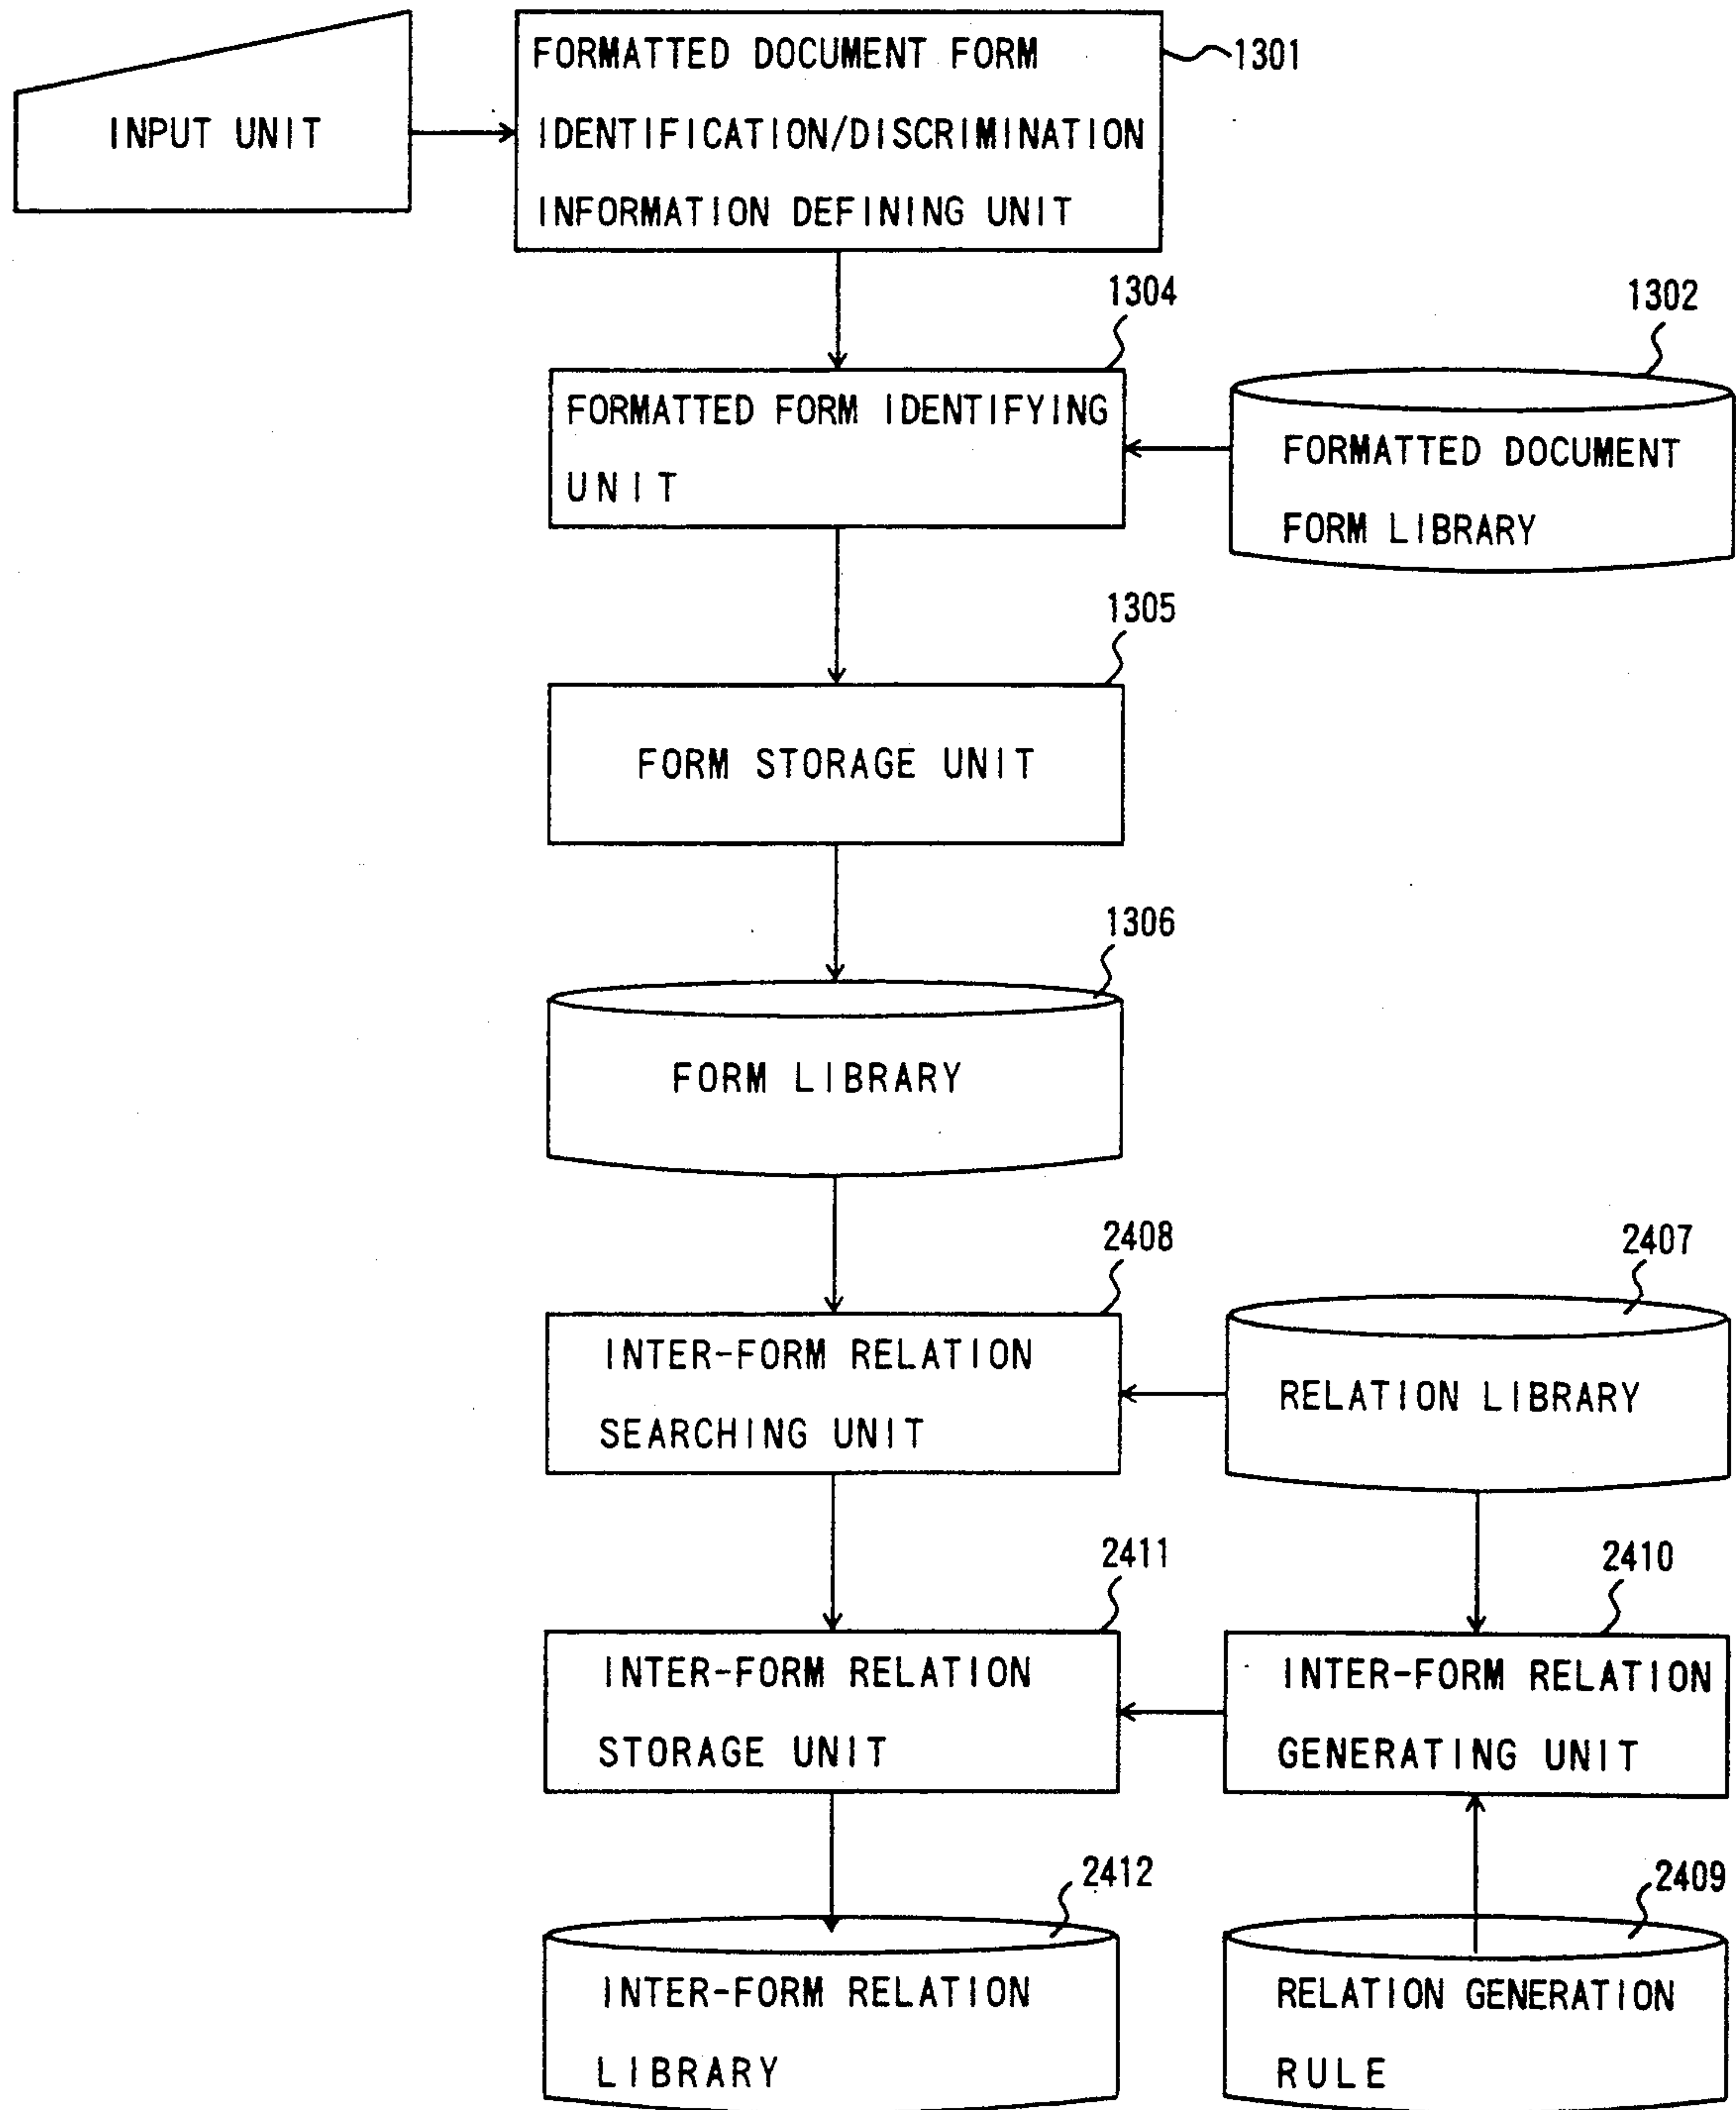 INPUT UNIT
FORMATTED DOCUMENT FORM
IDENTIFICATION/DISCRIMINATION
INFORMATION DEFINING UNIT
1301
1304
1302
FORMATTED FORM IDENTIFYING
UNIT
FORMATTED DOCUMENT
FORM LIBRARY
1305
FORM STORAGE UNIT
1306
FORM LIBRARY
2408
2407
INTER-FORM RELATION
SEARCHING UNIT
RELATION LIBRARY
2411
2410
INTER-FORM RELATION
STORAGE UNIT
INTER-FORM RELATION
GENERATING UNIT
2412
2409
INTER-FORM RELATION
LIBRARY
RELATION GENERATION
RULE